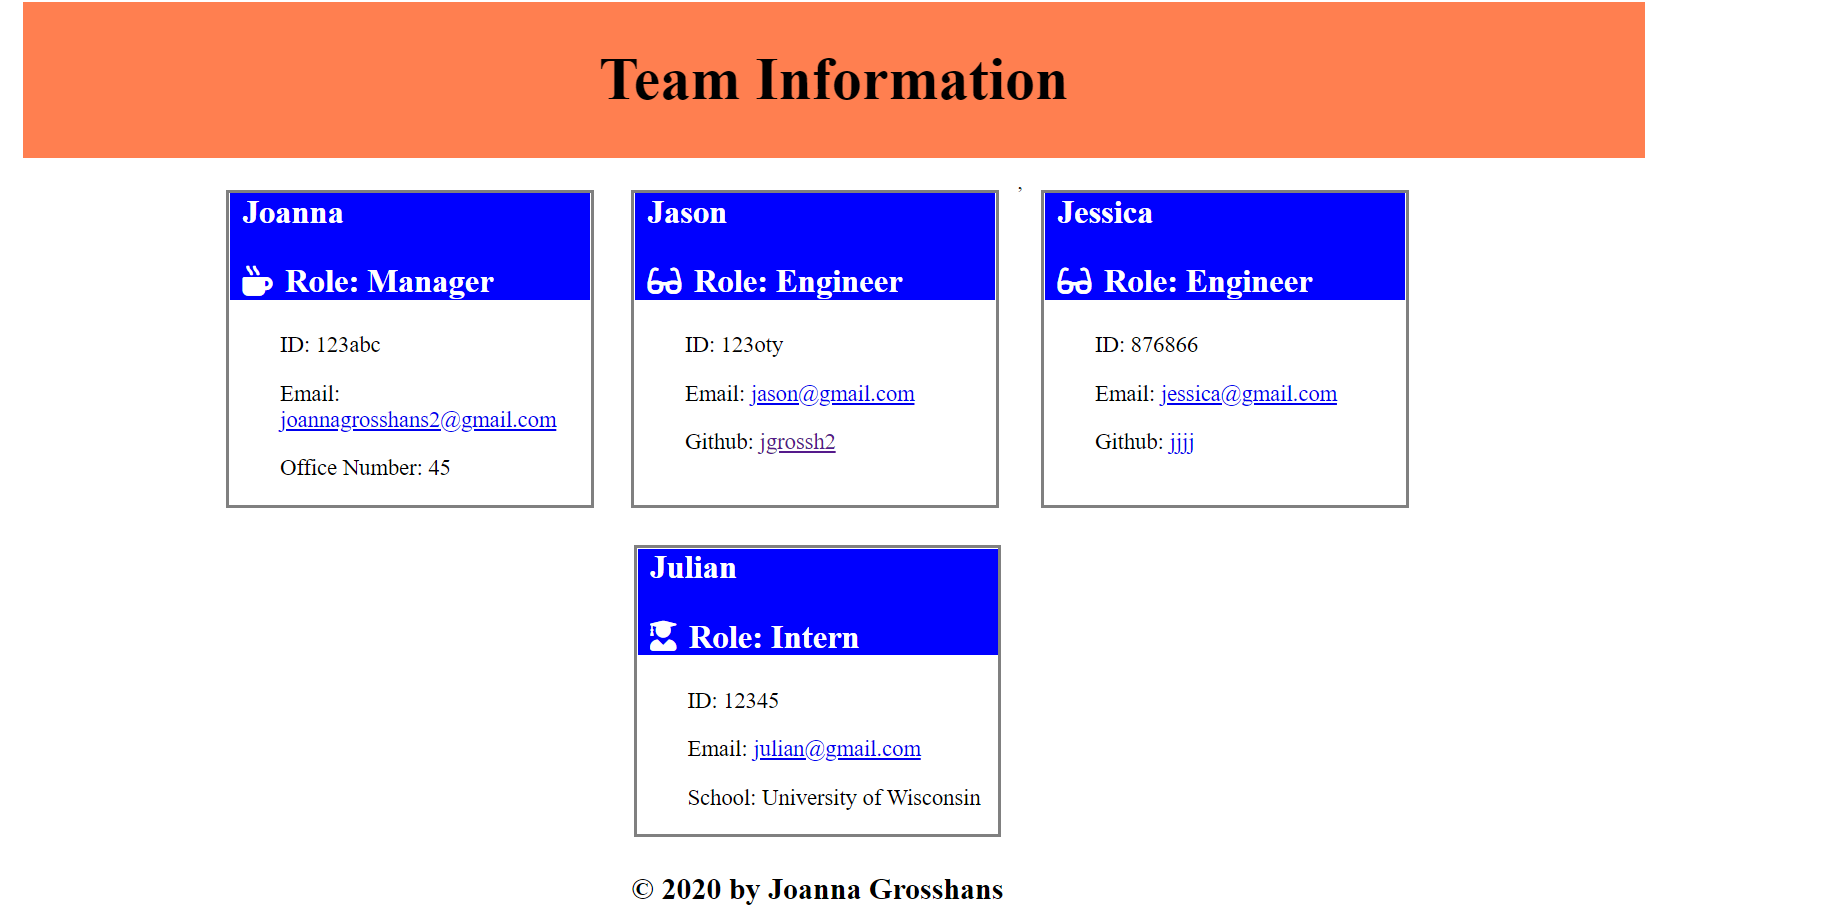 Team Information
Joanna
Role: Manager
ID: 123abc
Email:
joannagrosshans2@gmail.com
Office Number: 45
Jason
Role: Engineer
ID: 123oty
Email: jason@gmail.com
Github: jgrossh2
,
Jessica
Role: Engineer
ID: 876866
Email: jessica@gmail.com
Github: jjjj
Julian
Role: Intern
ID: 12345
Email: julian@gmail.com
School: University of Wisconsin
© 2020 by Joanna Grosshans